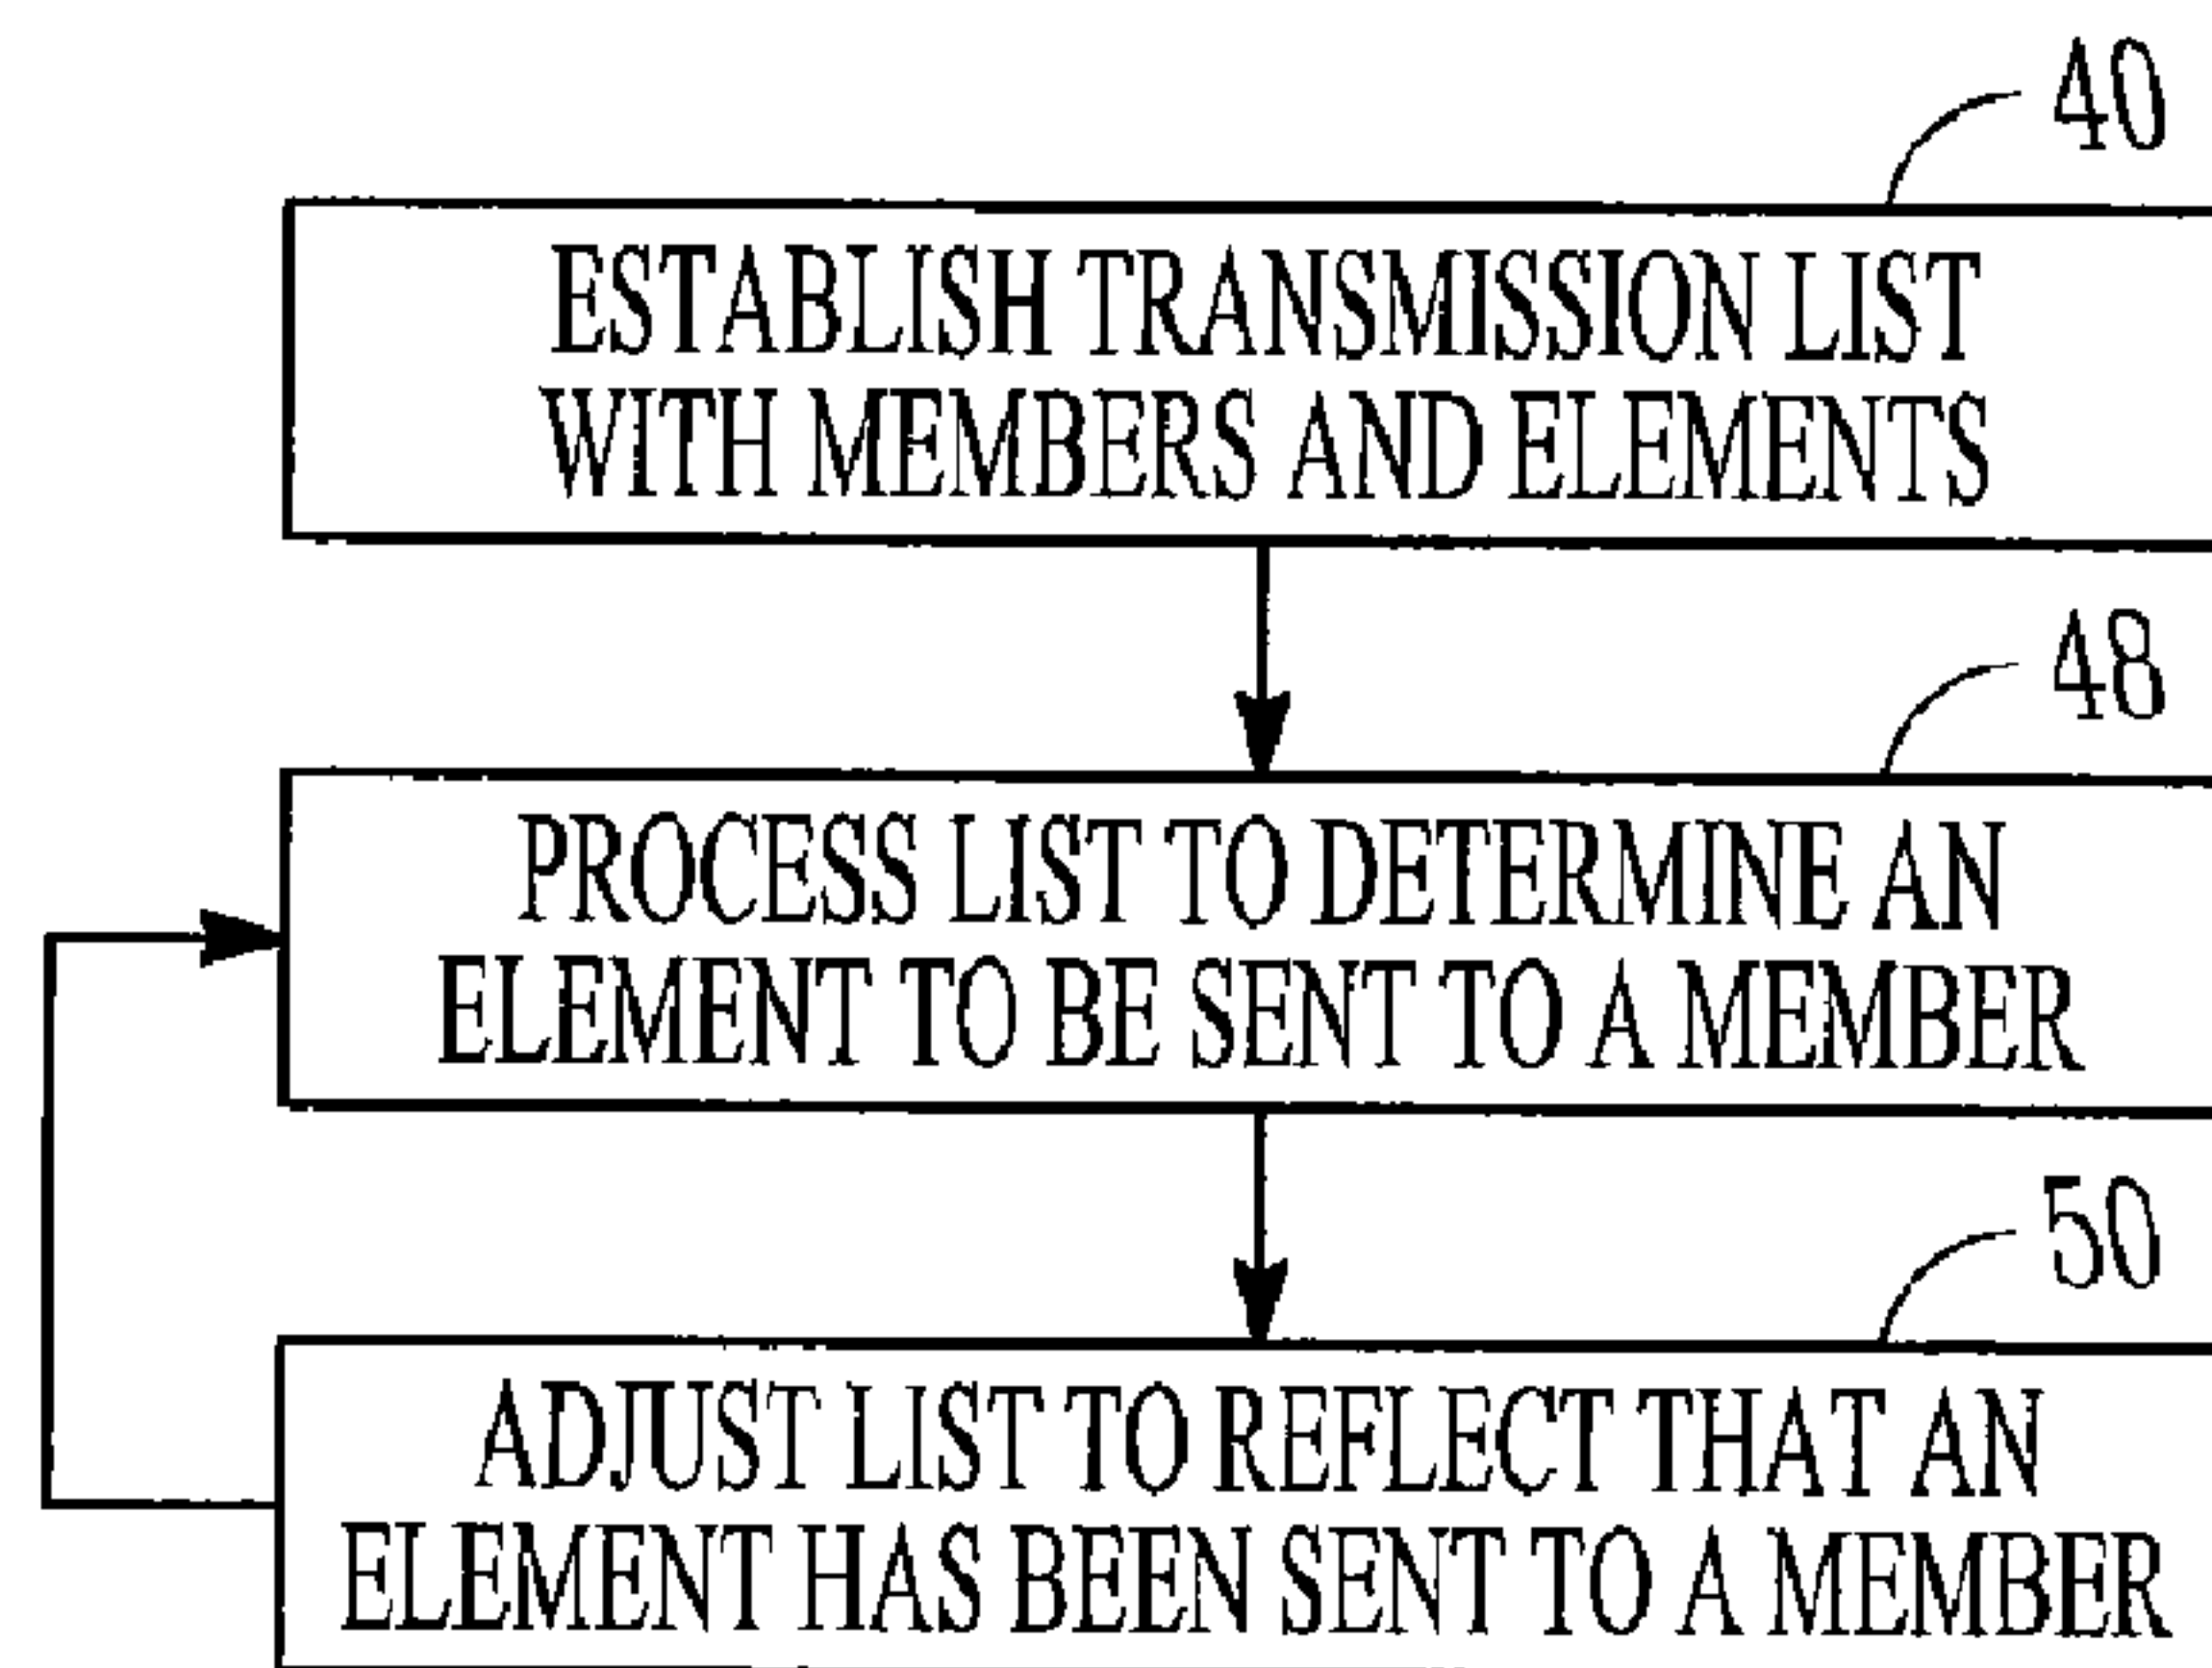 40
ESTABLISH TRANSMISSION LIST
WITH MEMBERS AND ELEMENTS
48
PROCESS LIST TO DETERMINE AN
ELEMENT TO BE SENT TO A MEMBER
50
ADJUST LIST TO REFLECT THAT AN
ELEMENT HAS BEEN SENT TO A MEMBER